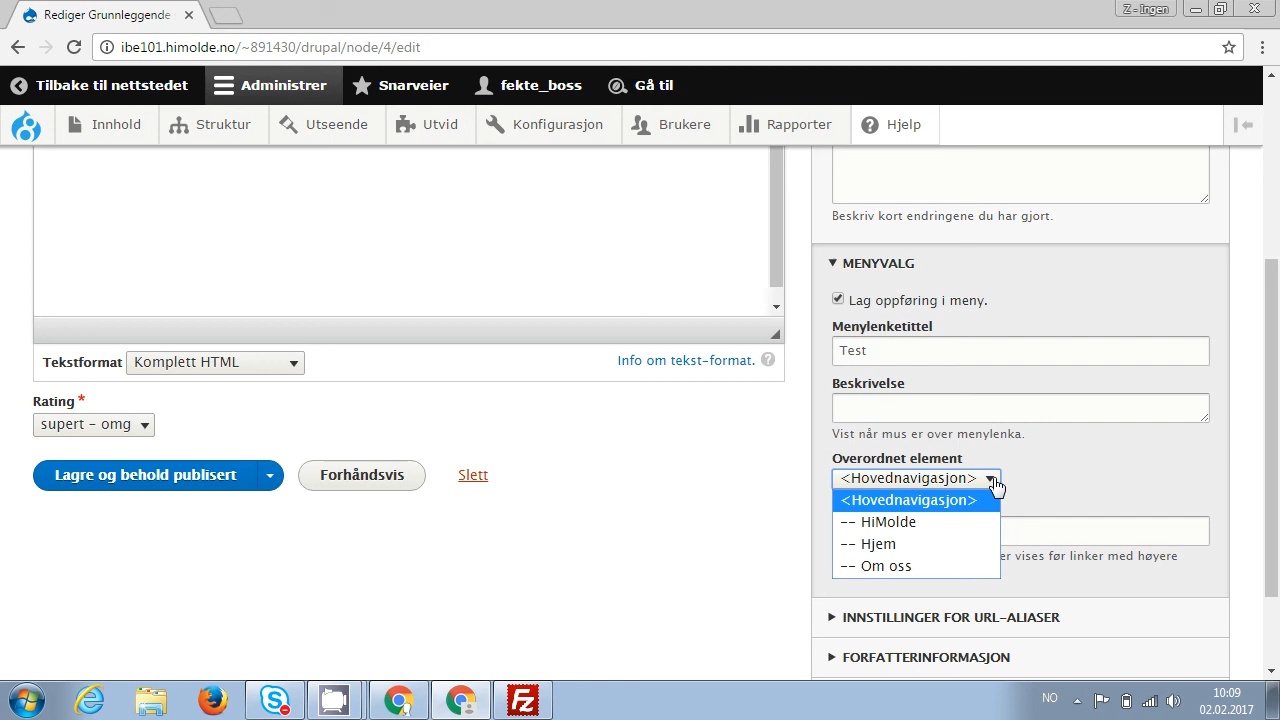 Rediger Grunnleggende
Z - Ingen
ibe101.himolde.no/~891430/drupal/node/4/edit
Tilbake til nettstedet
Administrer
Snarveier
fekte_boss
Gå til
Innhold
Struktur
Utseende
Utvid
Konfigurasjon
Brukere
Rapporter
Hjelp
Beskriv kort endringene du har gjort.
MENYVALG
Lag oppføring i meny.
Menylenketittel
Test
Beskrivelse
Vist når mus er over menylenka.
Overordnet element
<Hovednavigasjon>
<Hovednavigasjon>
-- HiMolde
-- Hjem
-- Om oss
er vises før linker med høyere
INNSTILLINGER FOR URL-ALIASER
FORFATTERINFORMASJON
Tekstformat
Komplett HTML
Info om tekst-format.
Rating *
supert - omg
Lagre og behold publisert
Forhåndsvis
Slett
NO
10:09
02.02.2017